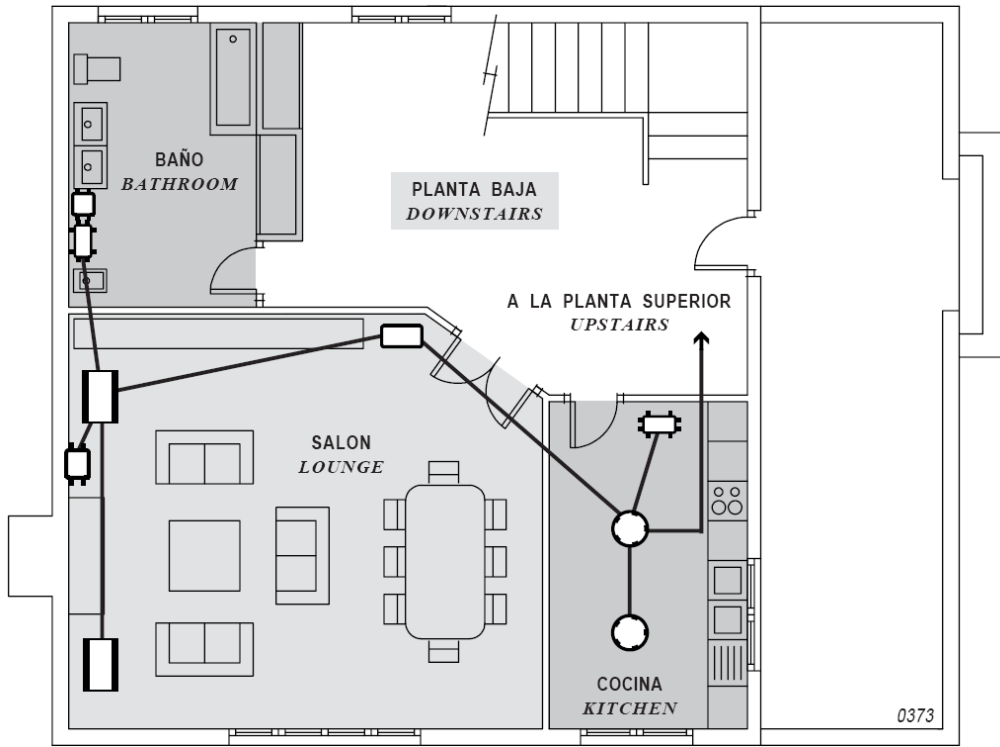 BAÑO
BATHROOM
PLANTA BAJA
DOWNSTAIRS
A LA PLANTA SUPERIOR
UPSTAIRS
SALON
LOUNGE
COCINA
KITCHEN
0373